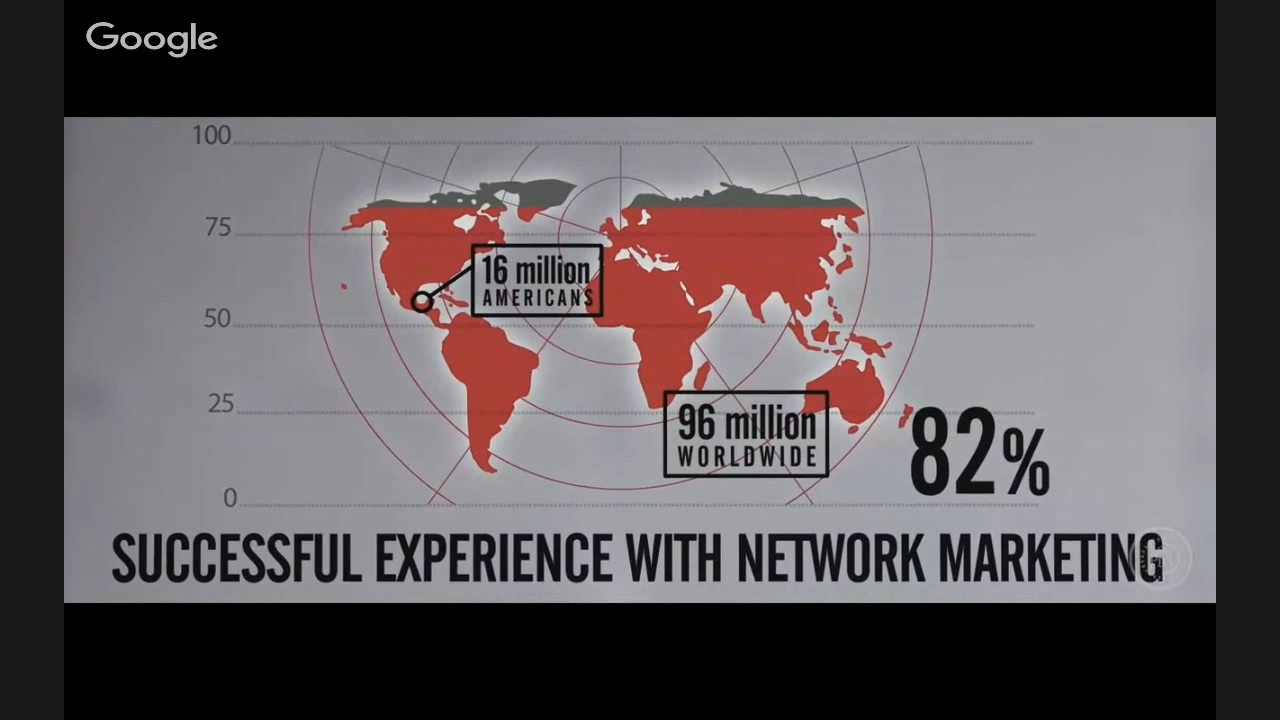 Google
100
75
50
25
0
16 million
AMERICANS
96 million
WORLDWIDE
82%
SUCCESSFUL EXPERIENCE WITH NETWORK MARKETING